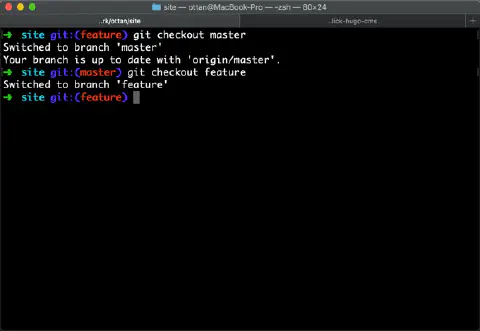 site — ottan@MacBook-Pro — -zsh — 80×24
..rk/ottan/site
..lick-hugo-cms
+
➜ site git:(feature) git checkout master
Switched to branch 'master'
Your branch is up to date with 'origin/master'.
➜ site git:(master) git checkout feature
Switched to branch 'feature'
➜ site git:(feature)